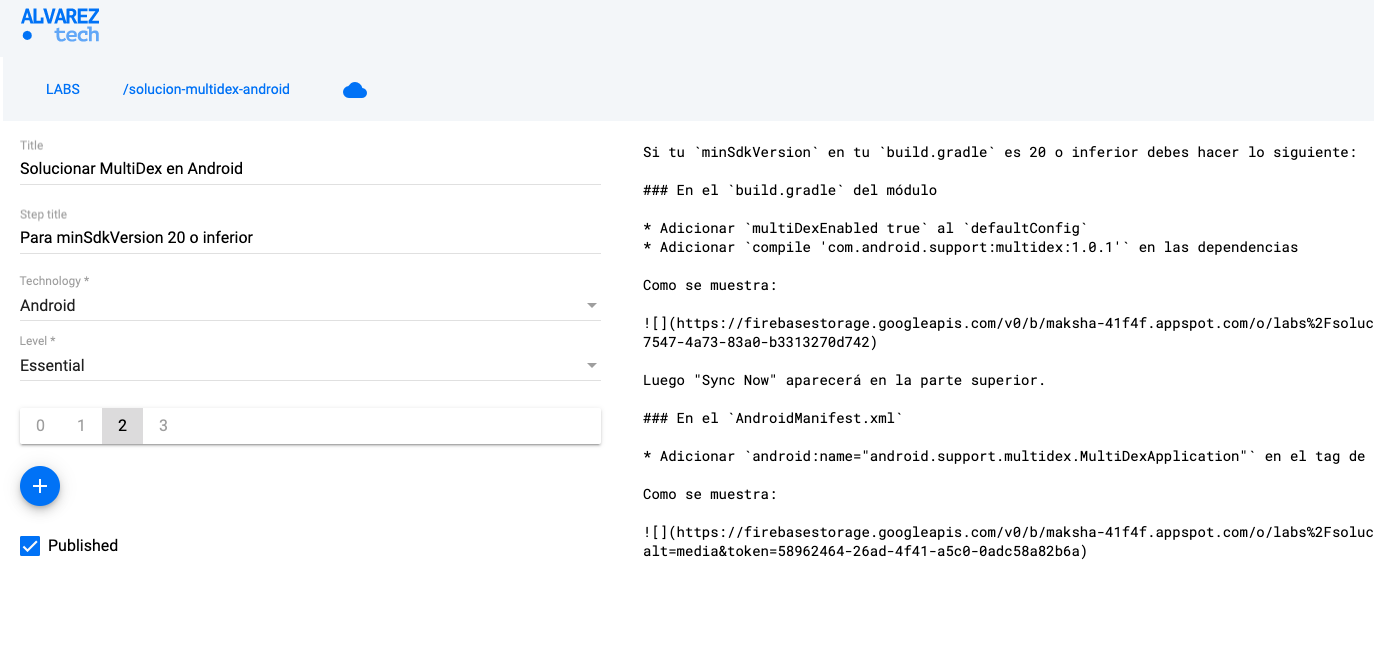 ALVAREZ
tech
LABS /solucion-multidex-android
Title
Solucionar MultiDex en Android
Step title
Para minSdkVersion 20 o inferior
Technology *
Android
Level *
Essential
0 1 2 3
+
Published
Si tu `minSdkVersion` en tu `build.gradle` es 20 o inferior debes hacer lo siguiente:
### En el `build.gradle` del módulo
* Adicionar `multiDexEnabled true` al `defaultConfig`
* Adicionar `compile 'com.android.support:multidex:1.0.1'` en las dependencias
Como se muestra:
![](https://firebasestorage.googleapis.com/v0/b/maksha-41f4f.appspot.com/o/labs%2Fsoluc
7547-4a73-83a0-b3313270d742)
Luego "Sync Now" aparecerá en la parte superior.
### En el `AndroidManifest.xml`
* Adicionar `android:name="android.support.multidex.MultiDexApplication"` en el tag de
Como se muestra:
![](https://firebasestorage.googleapis.com/v0/b/maksha-41f4f.appspot.com/o/labs%2Fsoluc
alt=media&token=58962464-26ad-4f41-a5c0-0adc58a82b6a)